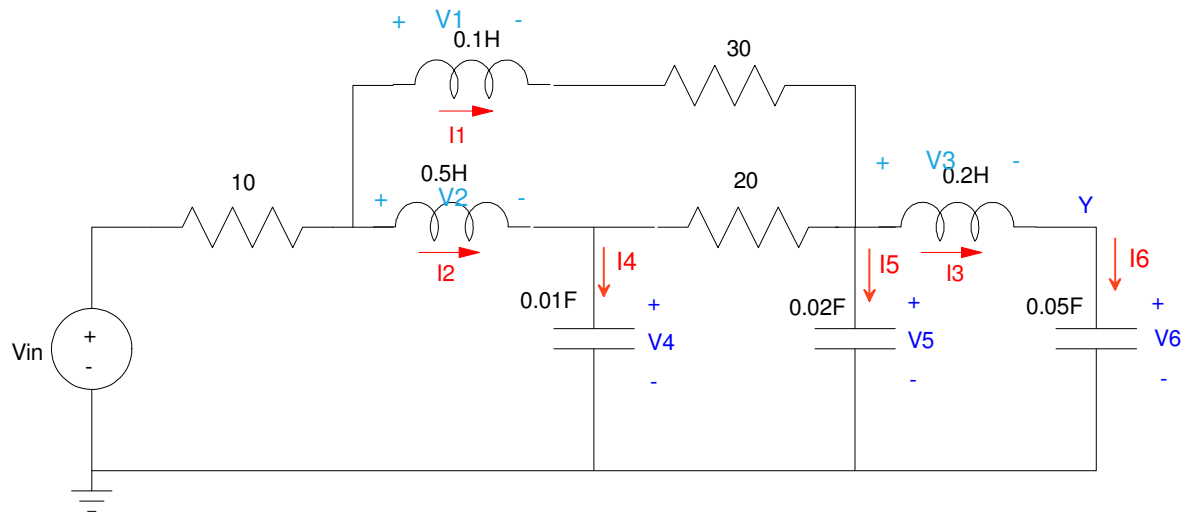 + V1 -
0.1H
30
I1
+ V3 -
10
0.5H
20
0.2H
+ V2 -
Y
I2
I4
I5
I3
I6
0.01F
+
0.02F
+
0.05F
+
Vin
+
-
V4
V5
V6
-
-
-